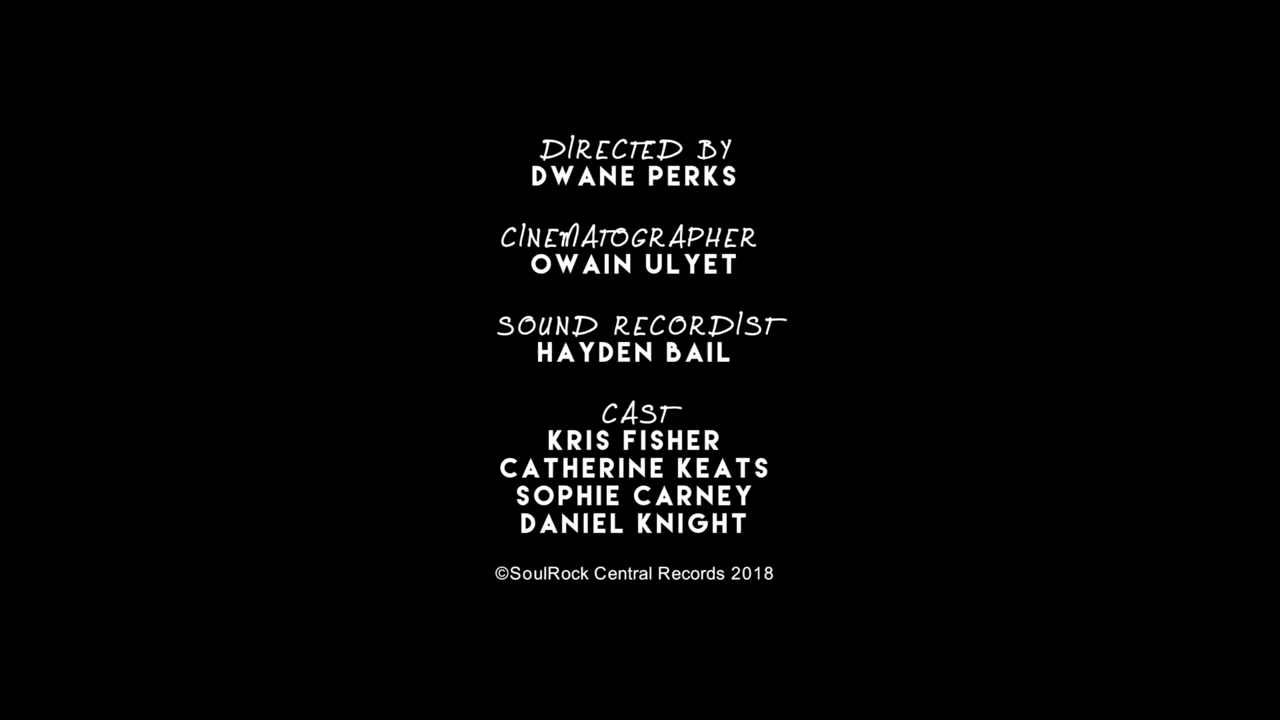 DIRECTED BY
DWANE PERKS
CINEMATOGRAPHER
OWAIN ULYET
SOUND RECORDIST
HAYDEN BAIL
CAST
KRIS FISHER
CATHERINE KEATS
SOPHIE CARNEY
DANIEL KNIGHT
©SoulRock Central Records 2018